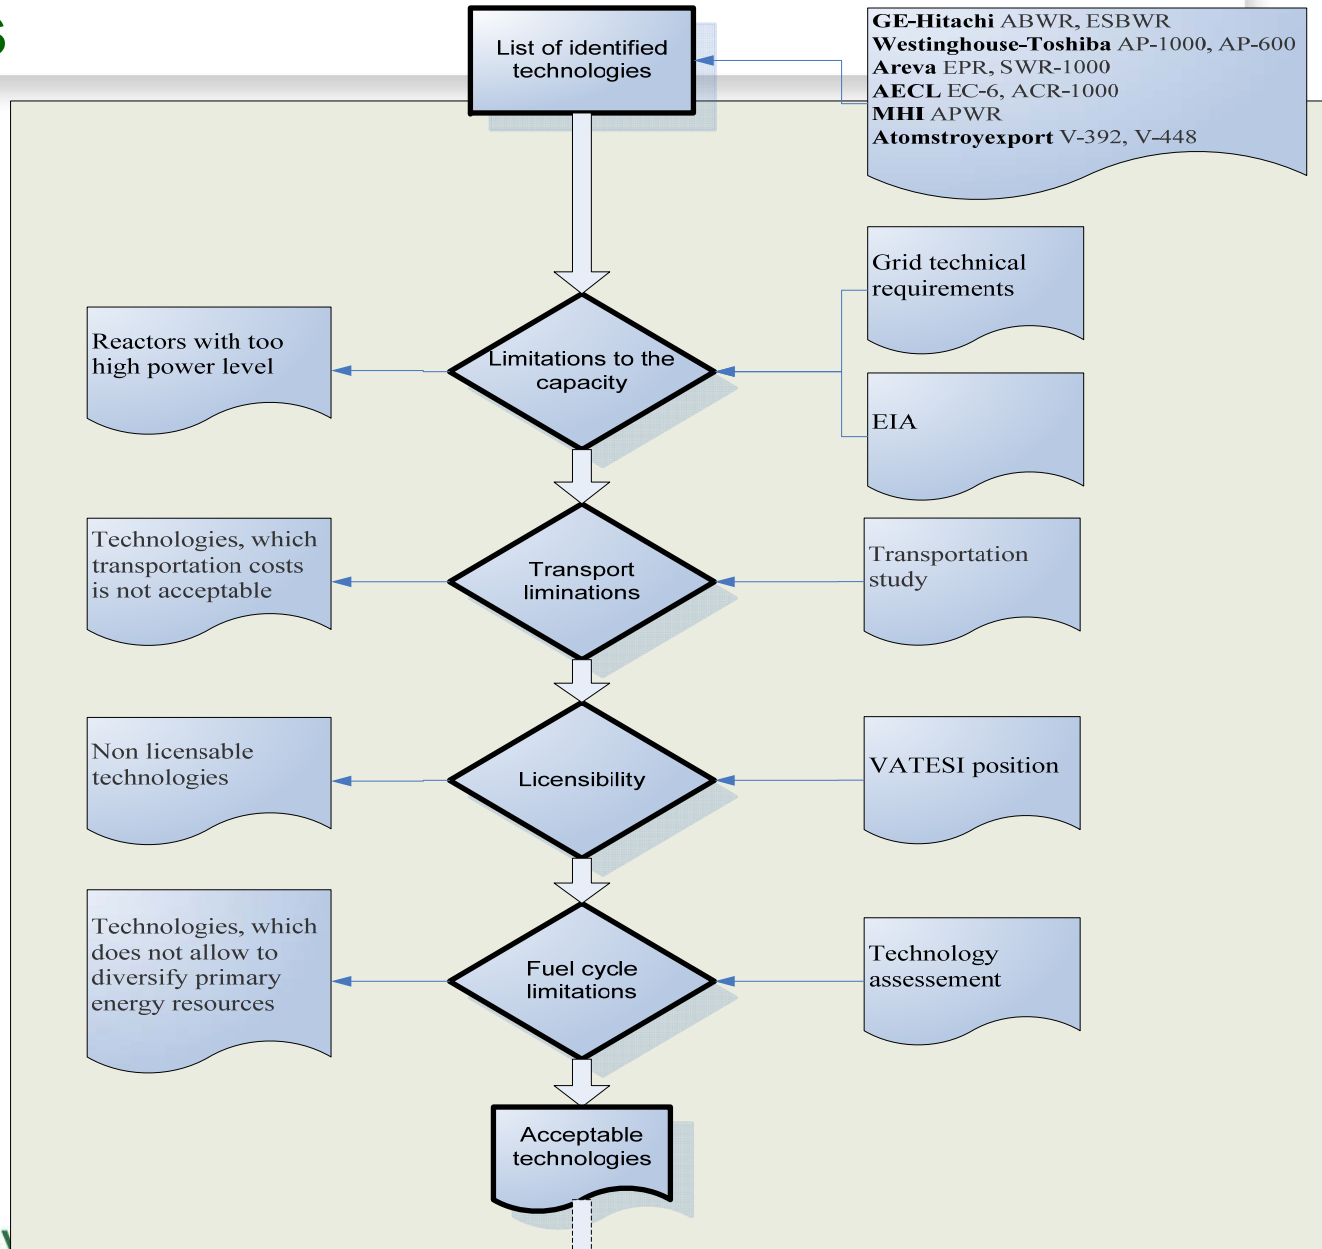 s
List of identified
technologies
GE-Hitachi ABWR, ESBWR
Westinghouse-Toshiba AP-1000, AP-600
Areva EPR, SWR-1000
AECL EC-6, ACR-1000
MHI APWR
Atomstroyexport V-392, V-448
Grid technical
requirements
Reactors with too
high power level
Limitations to the
capacity
EIA
Technologies, which
transportation costs
is not acceptable
Transport
liminations
Transportation
study
Non licensable
technologies
Licensibility
VATESI position
Technologies, which
does not allow to
diversify primary
energy resources
Fuel cycle
limitations
Technology
assessement
Acceptable
technologies